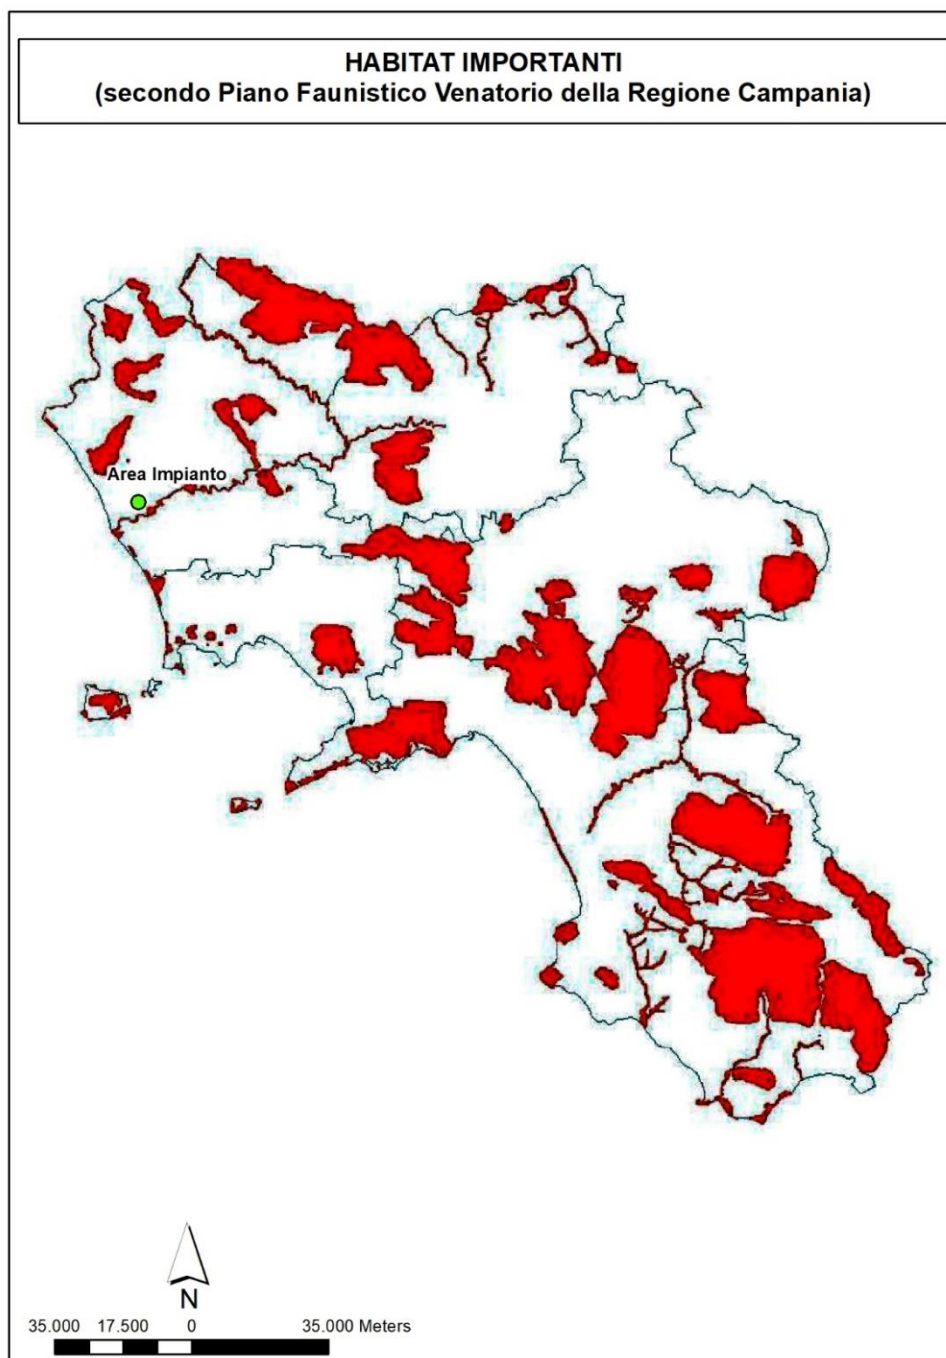 HABITAT IMPORTANTI
(secondo Piano Faunistico Venatorio della Regione Campania)
Area Impianto
N
35.000 17.500 0 35.000 Meters